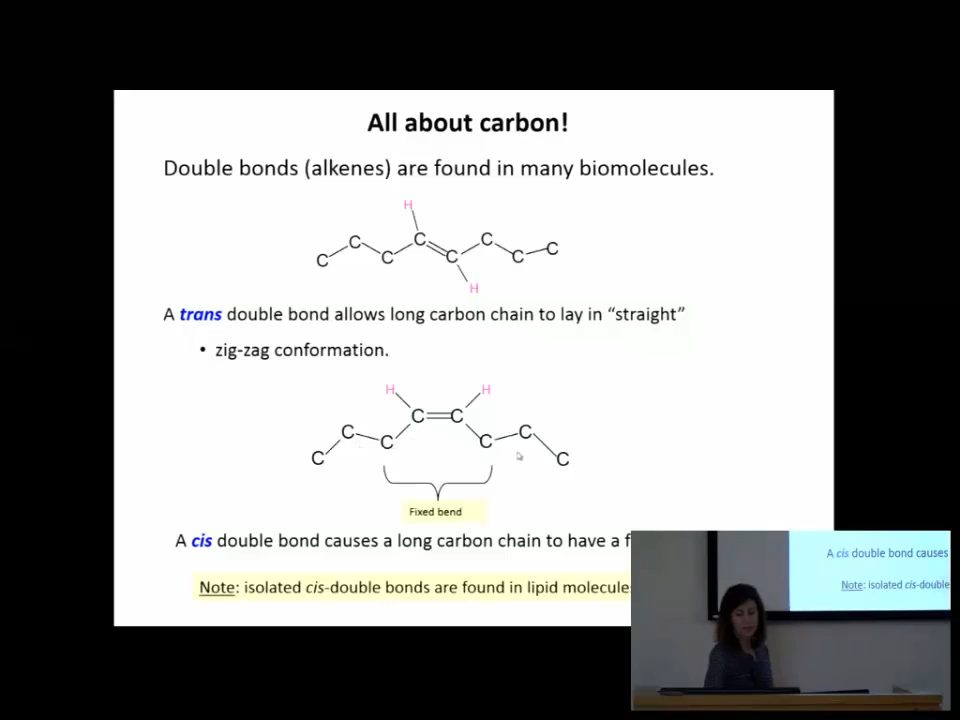 All about carbon!
Double bonds (alkenes) are found in many biomolecules.
H
C C C C C C C C
H
A trans double bond allows long carbon chain to lay in “straight”
• zig-zag conformation.
H H
C C
C C C C
C C
Fixed bend
A cis double bond causes a long carbon chain to have a f
Note: isolated cis-double bonds are found in lipid molecule
A cis double bond causes
Note: isolated cis-double